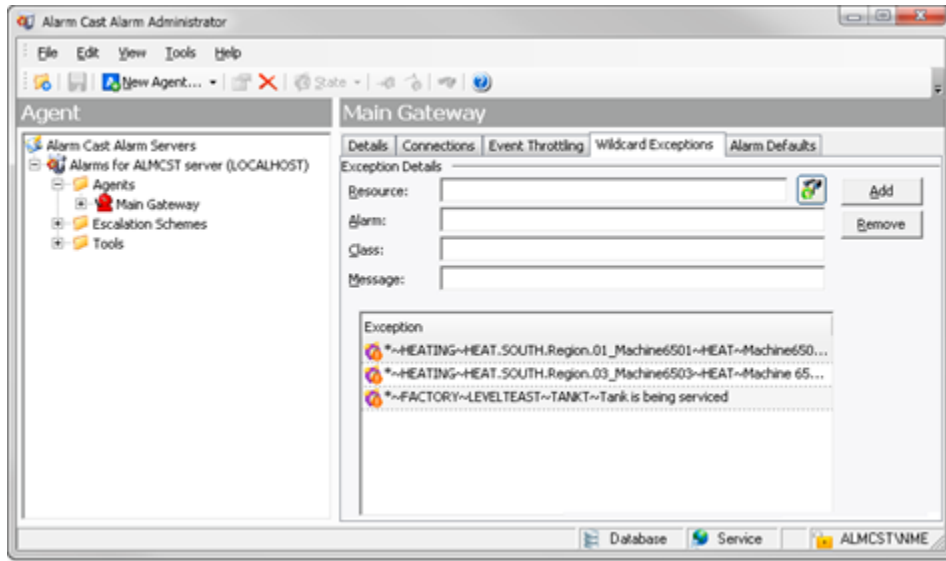 Alarm Cast Alarm Administrator
File Edit View Tools Help
New Agent... State
Agent
Main Gateway
Alarm Cast Alarm Servers
Alarms for ALMCST server (LOCALHOST)
Agents
Main Gateway
Escalation Schemes
Tools
Details Connections Event Throttling Wildcard Exceptions Alarm Defaults
Exception Details
Resource:
Add
Alarm:
Remove
Class:
Message:
Exception
*~HEATING~HEAT.SOUTH.Region.01_Machine6501~HEAT~Machine650...
*~HEATING~HEAT.SOUTH.Region.03_Machine6503~HEAT~Machine 65...
*~FACTORY~LEVELTEAST~TANKT~Tank is being serviced
Database Service ALMCST\NME